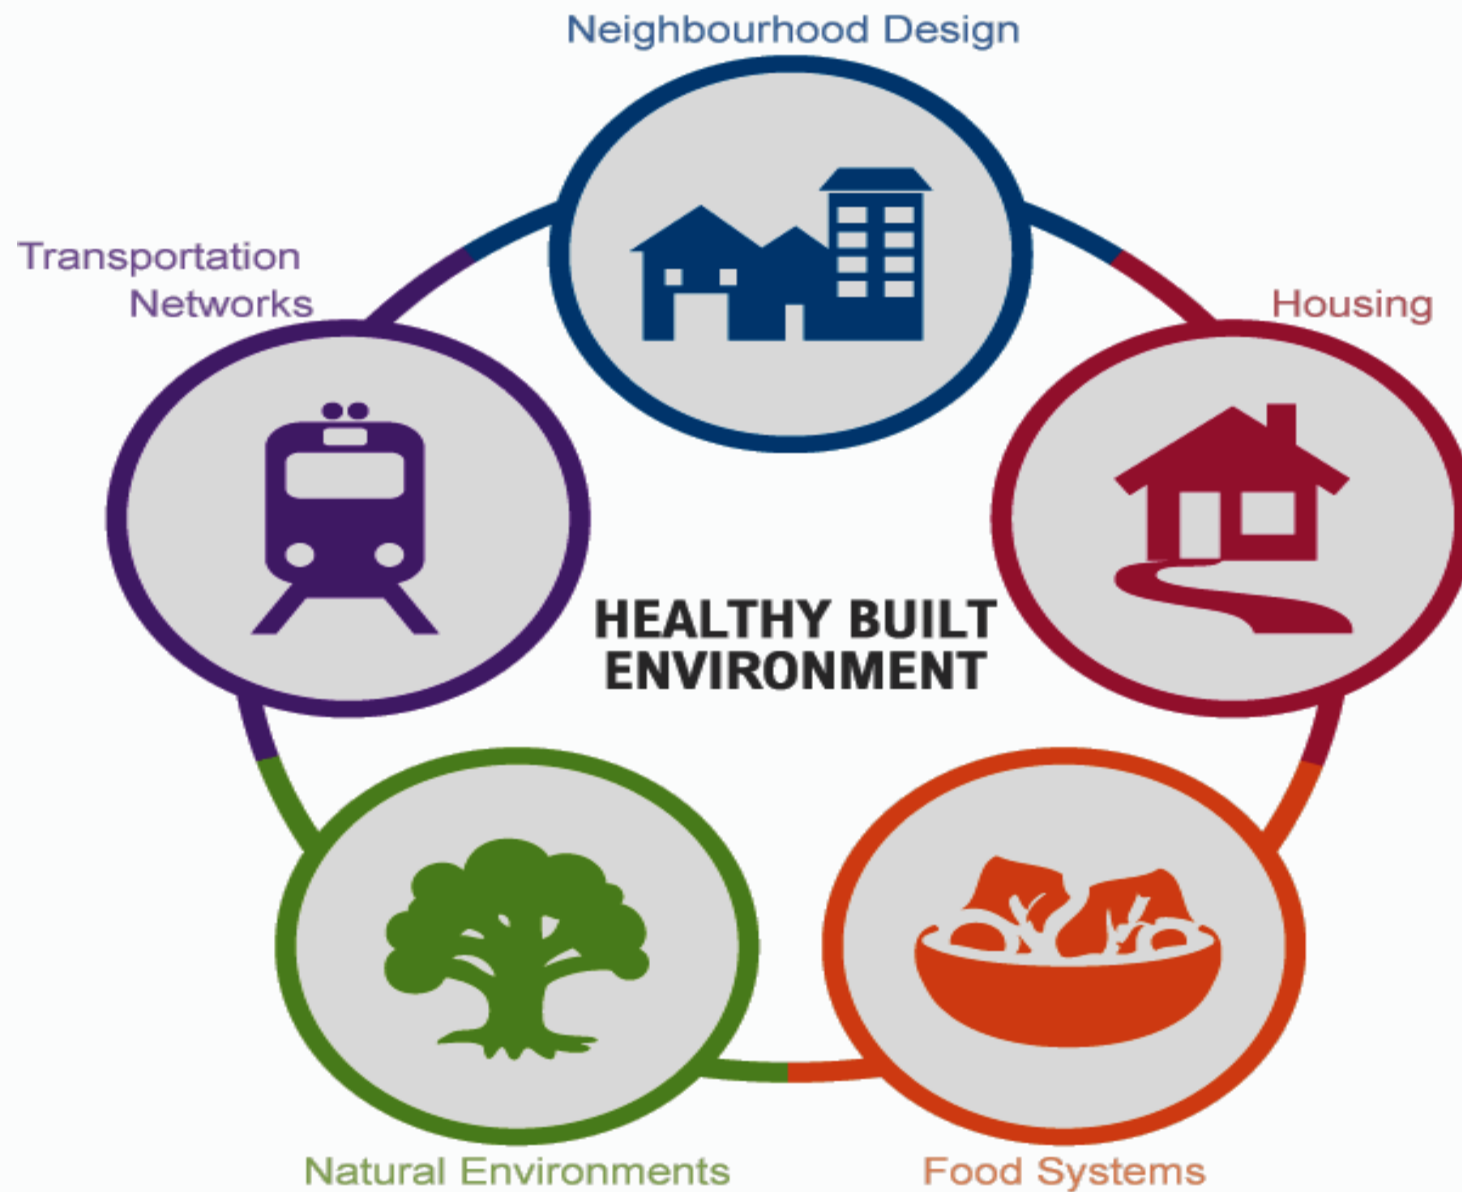 Neighbourhood Design
Transportation
Networks
Housing
HEALTHY BUILT
ENVIRONMENT
Natural Environments
Food Systems